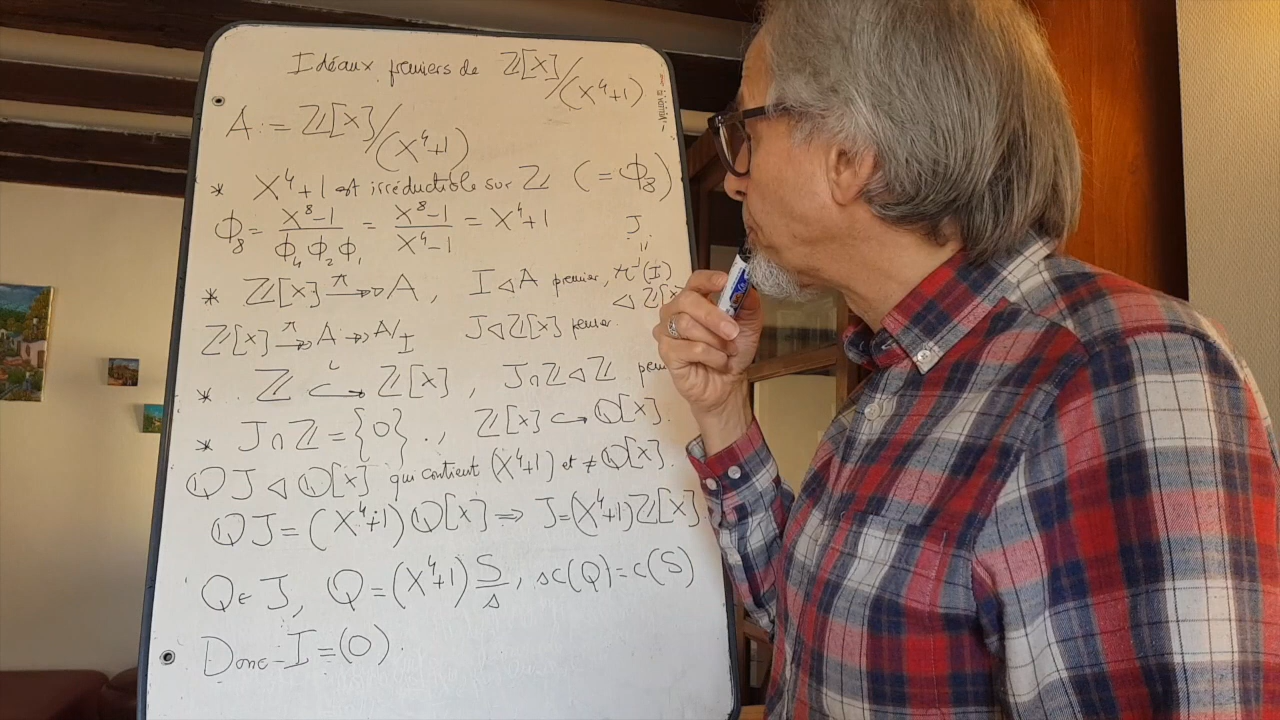 Idéaux premiers de ℤ[X]/(X⁴+1)
A := ℤ[X]/(X⁴+1)
* X⁴+1 est irréductible sur ℤ (=Φ₈)
Φ₈ = X⁸-1/Φ₄Φ₂Φ₁ = X⁸-1/X⁴-1 = X⁴+1
J
=
* ℤ[X] –π↠ A, I ◁ A premier, π⁻¹(I) ◁ ℤ[X]
ℤ[X] –π↠ A ↠ A/I J ◁ ℤ[X] premier.
* ℤ –i↪ ℤ[X], J∩ℤ ◁ ℤ
* J∩ℤ = {0}., ℤ[X] ↪ ℚ[X].
ℚJ ◁ ℚ[X] qui contient (X⁴+1) et ≠ ℚ[X].
ℚJ = (X⁴+1)ℚ[X] ⇒ J=(X⁴+1)ℤ[X].
Q∈J, Q=(X⁴+1) S/s, sc(Q)=c(S)
Donc I=(0).